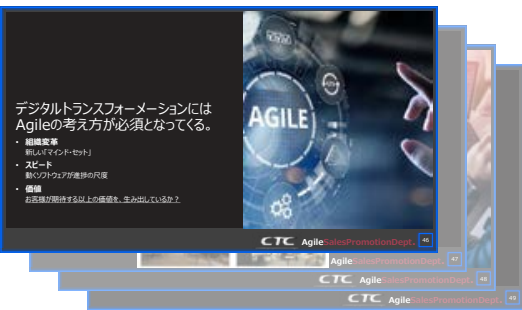 デジタルトランスフォーメーションには
Agileの考え方が必須となってくる。
• 組織変革
新しい「マインド・セット」
• スピード
動くソフトウェアが進捗の尺度
• 価値
お客様が期待する以上の価値を、生み出しているか？
AGILE
CTC AgileSalesPromotionDept. 46
AgileSalesPromotionDept. 47
CTC AgileSalesPromotionDept. 48
CTC AgileSalesPromotionDept. 49